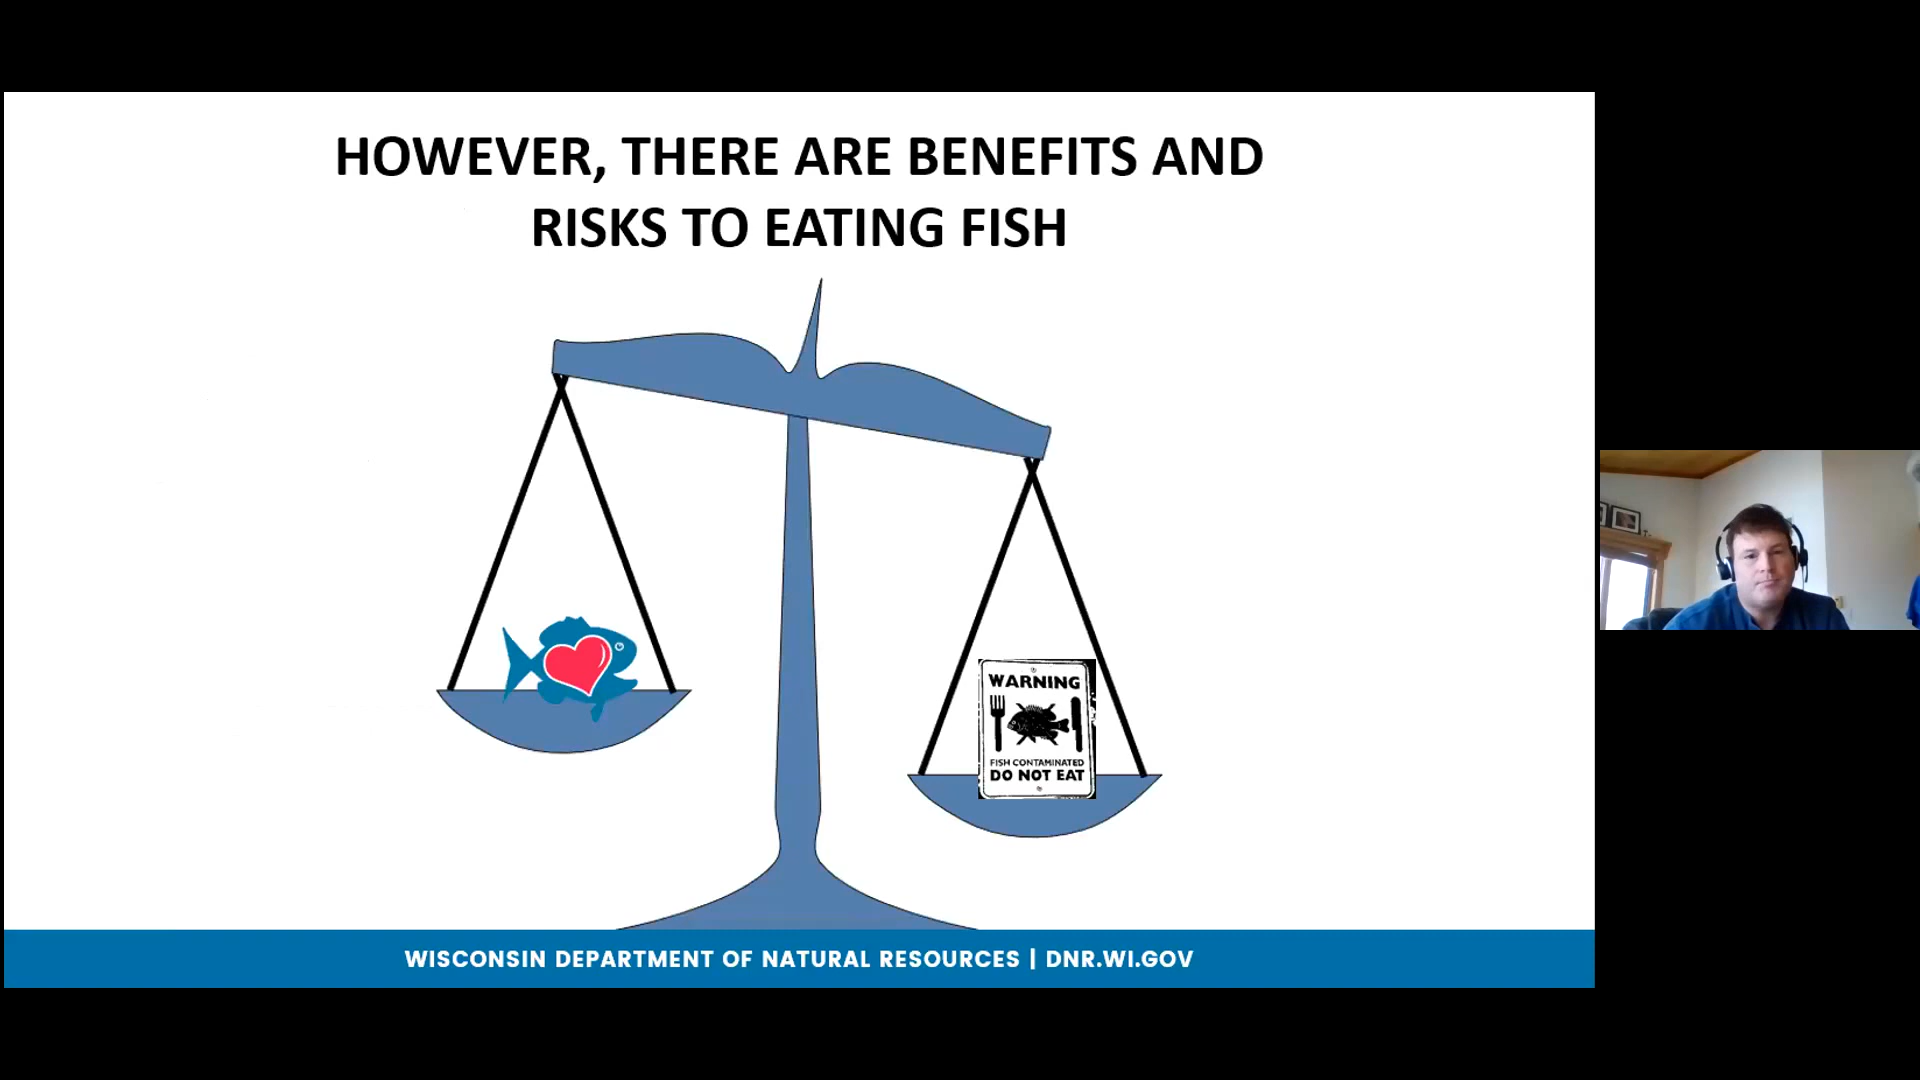 HOWEVER, THERE ARE BENEFITS AND
RISKS TO EATING FISH
WARNING
FISH CONTAMINATED
DO NOT EAT
WISCONSIN DEPARTMENT OF NATURAL RESOURCES | DNR.WI.GOV